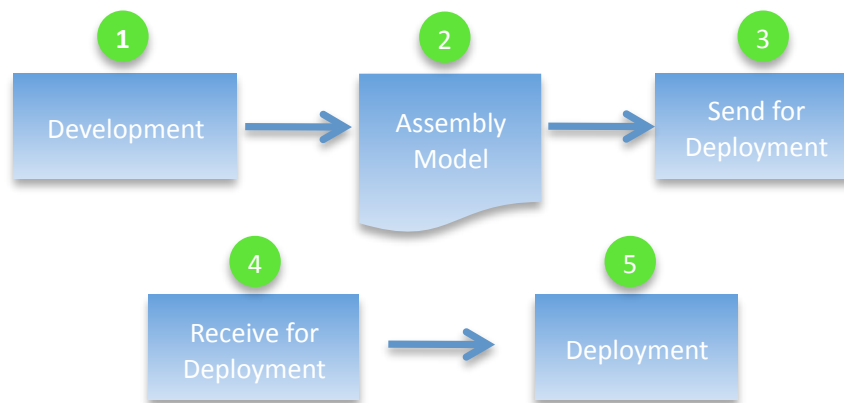 1
2
3
Development
Assembly
Model
Send for
Deployment
4
5
Receive for
Deployment
Deployment